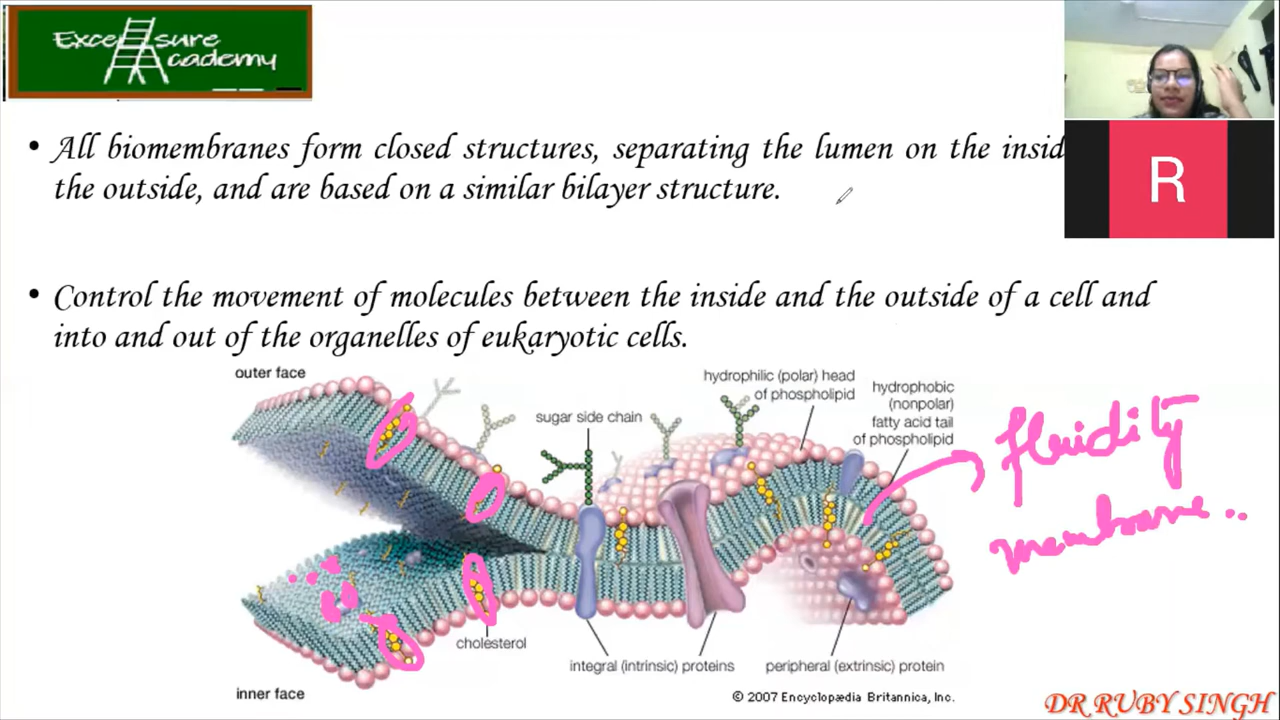 Excel sure
Academy
• All biomembranes form closed structures, separating the lumen on the insid
the outside, and are based on a similar bilayer structure.
R
• Control the movement of molecules between the inside and the outside of a cell and
into and out of the organelles of eukaryotic cells.
outer face
sugar side chain
hydrophilic (polar) head
of phospholipid
hydrophobic
(nonpolar)
fatty acid tail
of phospholipid
fluidity
membrane ..
cholesterol
integral (intrinsic) proteins
peripheral (extrinsic) protein
inner face
© 2007 Encyclopædia Britannica, Inc.
DR RUBY SINGH